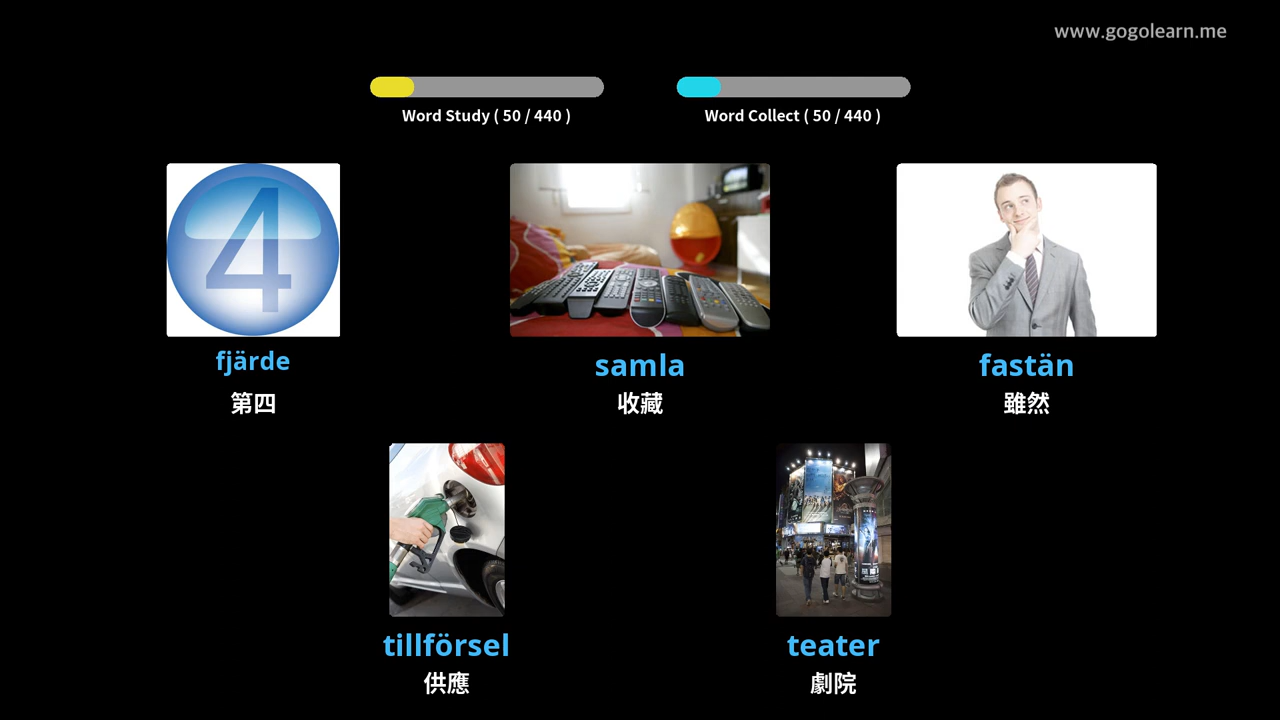 www.gogolearn.me
Word Study ( 50 / 440 )
Word Collect ( 50 / 440 )
4
fjärde
第四
samla
收藏
fastän
雖然
tillförsel
供應
teater
劇院